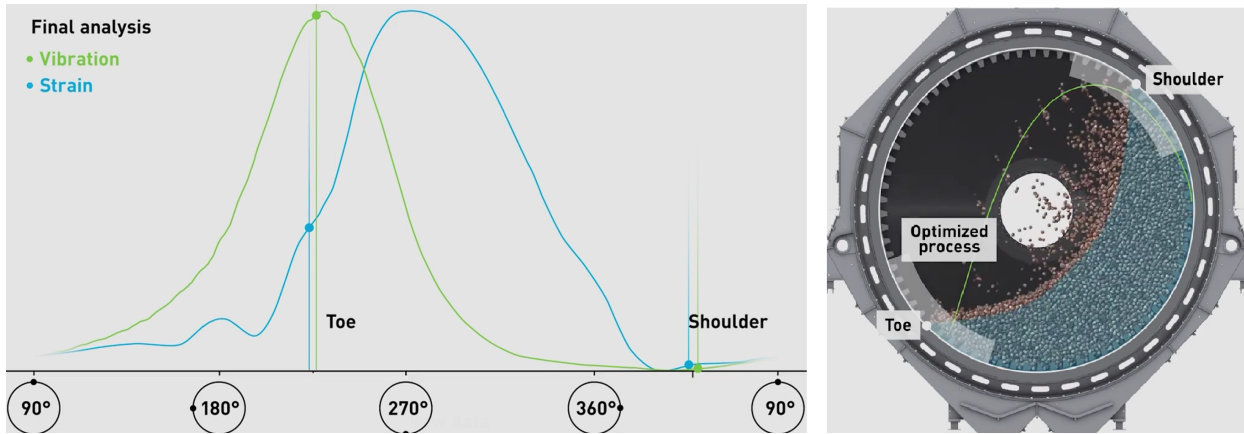 Final analysis
• Vibration
• Strain
Toe
Shoulder
90°
180°
270°
360°
90°
Shoulder
Optimized
process
Toe